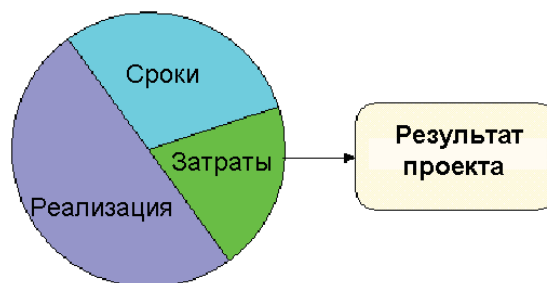 Сроки
Затраты
Реализация
Результат
проекта